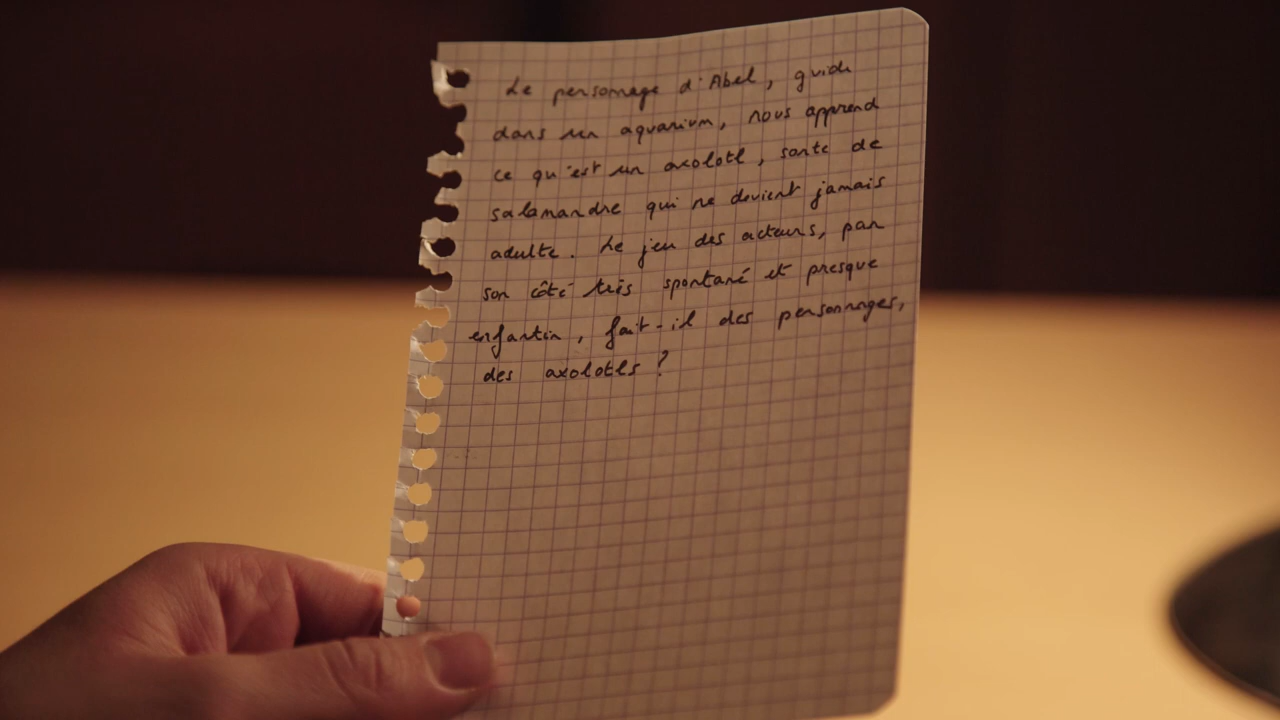 Le personnage d'Abel, guide
dans un aquarium, nous apprend
ce qu'est un axolotl, sorte de
salamandre qui ne devient jamais
adulte. Le jeu des acteurs, par
son côté très spontané et presque
enfantin, fait-il des personnages,
des axolotls ?